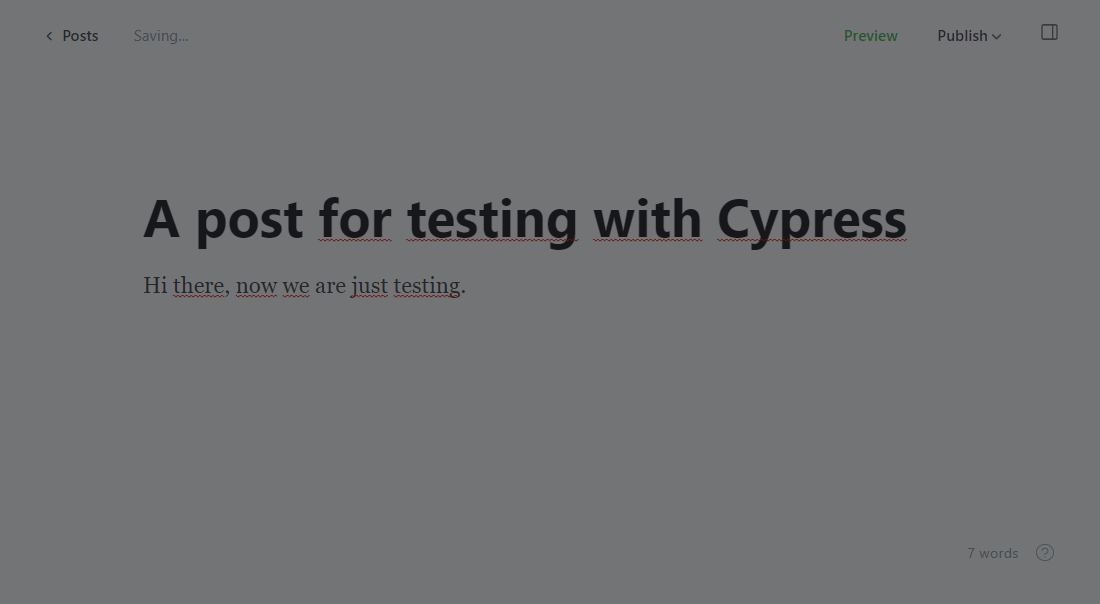 Posts Saving... Preview Publish
A post for testing with Cypress
Hi there, now we are just testing.
7 words ?